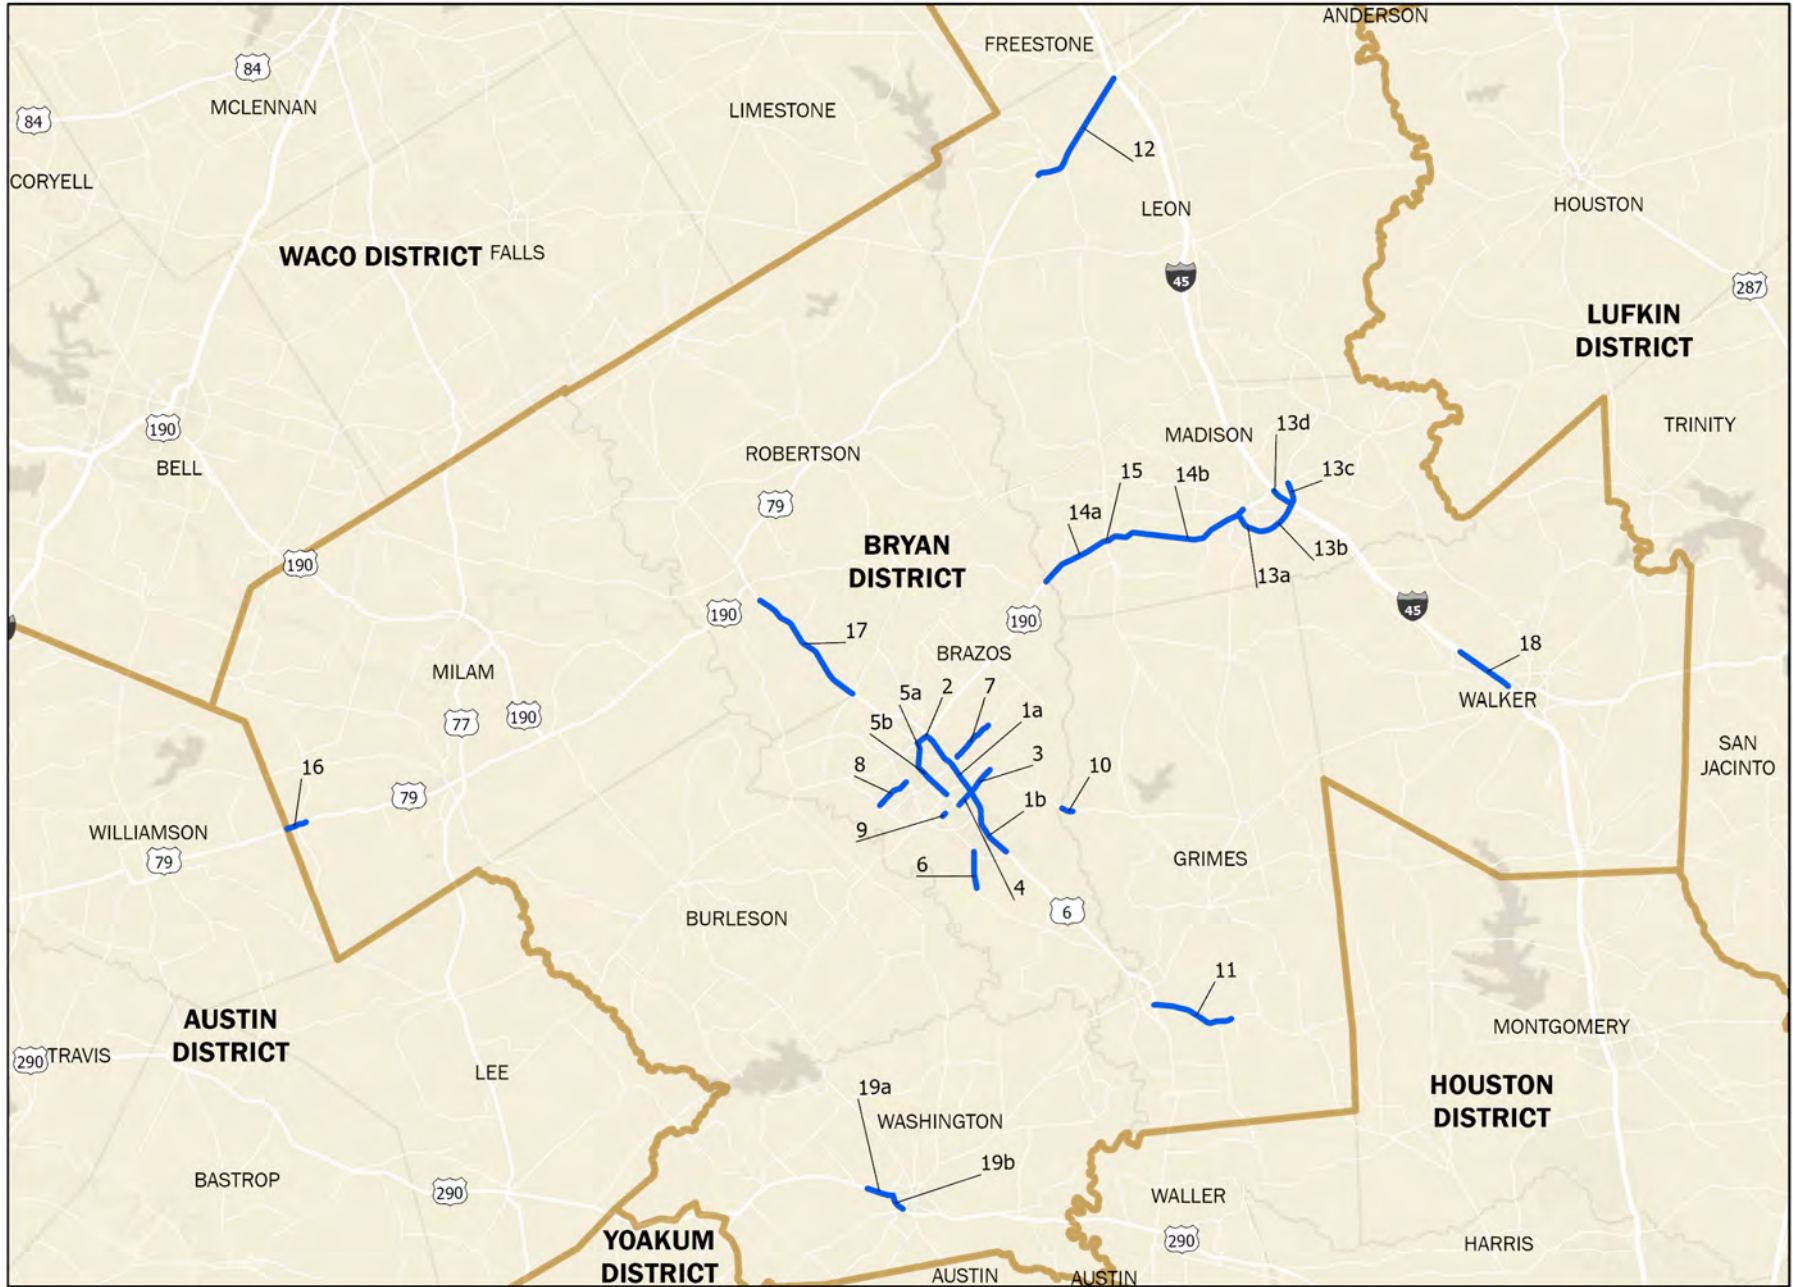 ANDERSON
FREESTONE
84
MCLENNAN
LIMESTONE
84
12
CORYELL
LEON
HOUSTON
WACO DISTRICT
FALLS
45
287
LUFKIN
DISTRICT
190
BELL
ROBERTSON
MADISON
13d
TRINITY
15
14b
13c
79
14a
BRYAN
DISTRICT
190
13b
13a
190
190
45
17
18
MILAM
BRAZOS
WALKER
77
190
5a
2
7
1a
5b
SAN
JACINTO
16
8
3
10
79
1b
WILLIAMSON
79
9
GRIMES
6
4
BURLESON
6
11
AUSTIN
DISTRICT
290
TRAVIS
LEE
MONTGOMERY
HOUSTON
DISTRICT
19a
WASHINGTON
19b
BASTROP
290
WALLER
290
YOAKUM
DISTRICT
HARRIS
AUSTIN
AUSTIN